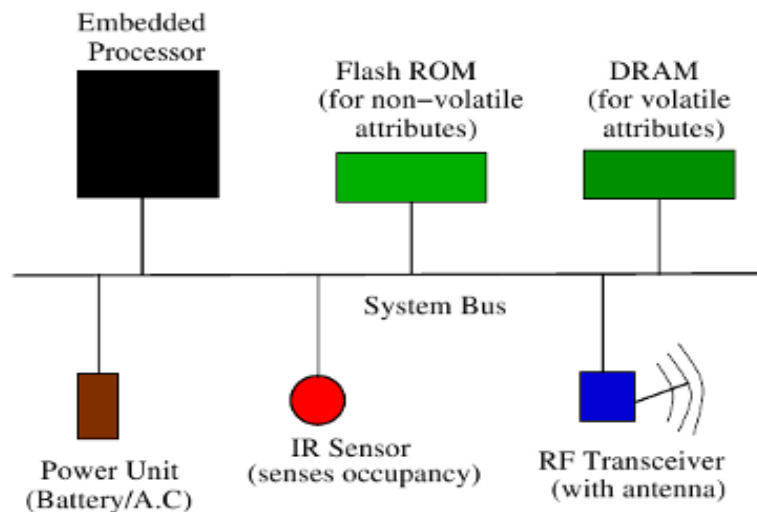 Embedded
Processor
Flash ROM
(for non-volatile
attributes)
DRAM
(for volatile
attributes)
System Bus
Power Unit
(Battery/A.C)
IR Sensor
(senses occupancy)
RF Transceiver
(with antenna)